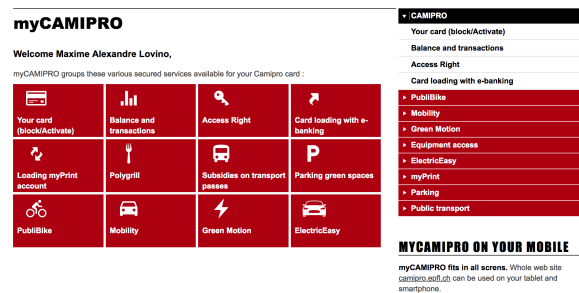 myCAMIPRO
Welcome Maxime Alexandre Lovino,
myCAMIPRO groups these various secured services available for your Camipro card :
Your card
(block/Activate)
Balance and
transactions
Access Right
Card loading with e-
banking
Loading myPrint
account
Polygrill
Subsidies on transport
passes
Parking green spaces
PubliBike
Mobility
Green Motion
ElectricEasy
CAMIPRO
Your card (block/Activate)
Balance and transactions
Access Right
Card loading with e-banking
PubliBike
Mobility
Green Motion
Equipment access
ElectricEasy
myPrint
Parking
Public transport
MYCAMIPRO ON YOUR MOBILE
myCAMIPRO fits in all screns. Whole web site
camipro.epfl.ch can be used on your tablet and
smartphone.